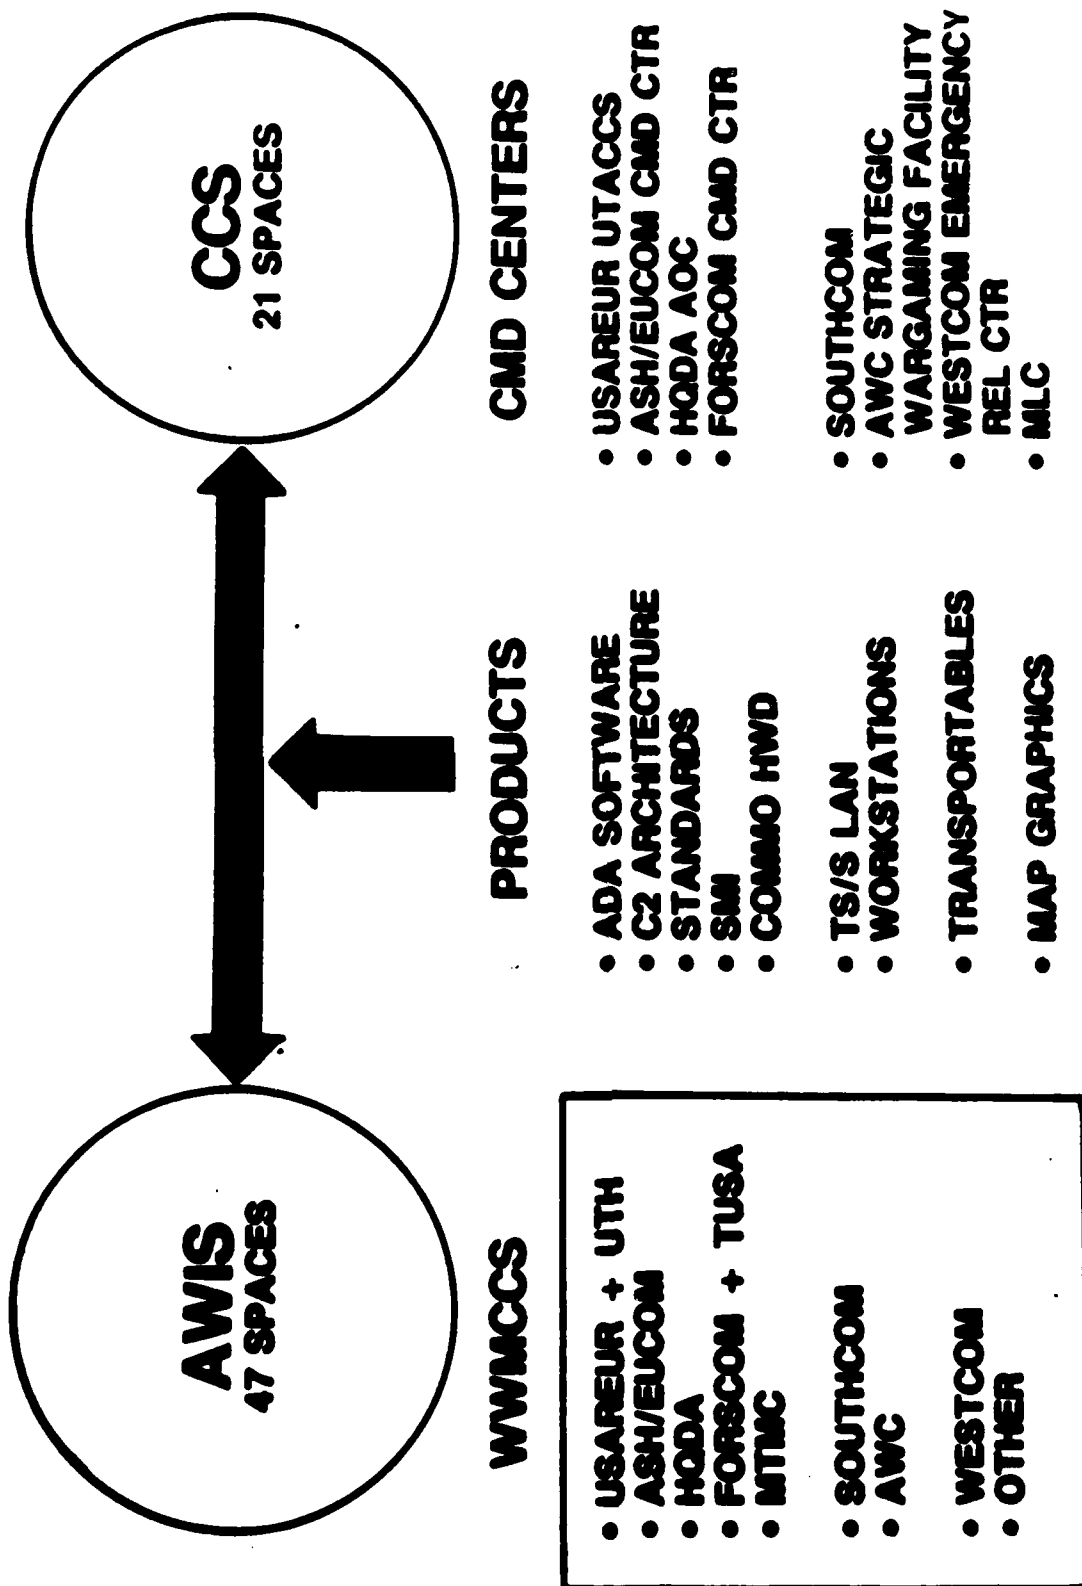 AWIS
47 SPACES
CCS
21 SPACES
WWMCCS
• USAREUR + UTH
• ASH/EUCOM
• HQDA
• FORSCOM + TUSA
• MTMC
• SOUTHCOM
• AWC
• WESTCOM
• OTHER
PRODUCTS
• ADA SOFTWARE
• C2 ARCHITECTURE
• STANDARDS
• SMI
• COMMO HWD
• TS/S LAN
• WORKSTATIONS
• TRANSPORTABLES
• MAP GRAPHICS
CMD CENTERS
• USAREUR UTACCS
• ASH/EUCOM CMD CTR
• HQDA AOC
• FORSCOM CMD CTR
• SOUTHCOM
• AWC STRATEGIC
WARGAMING FACILITY
• WESTCOM EMERGENCY
REL CTR
• MLC